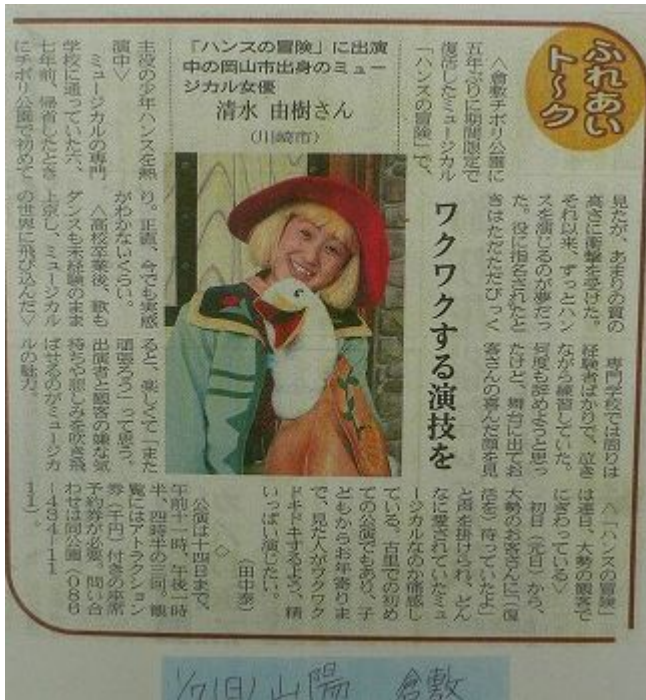 ふれあい
ト〜ク
「ハンスの冒険」に出演
中の岡山市出身のミュー
ジカル女優
清水 由樹さん
(川崎市)
ワクワクする演技を
〈倉敷チボリ公園に
五年ぶりに期間限定で
復活したミュージカル
「ハンスの冒険」で、
主役の少年ハンスを熱
演中〉
ミュージカルの専門
学校に通っていた六、
七年前、帰省したとき
にチボリ公園で初めて
見たが、あまりの質の
高さに衝撃を受けた。
それ以来、ずっとハン
スを演じるのが夢だっ
た。役に指名されたと
きはただただびっく
り。正直、今でも実感
がわかないくらい。
〈高校卒業後、歌も
ダンスも未経験のまま
上京し、ミュージカル
の世界に飛び込んだ〉
専門学校では周りは
経験者ばかりで、泣き
ながら練習していた。
何度も辞めようと思っ
たけど、舞台に出てお
客さんの喜んだ顔を見
ると、楽しくて「また
頑張ろう」って思う。
出演者と観客の嫌な気
持ちや悲しみを吹き飛
ばせるのがミュージカ
ルの魅力。
〈「ハンスの冒険」
は連日、大勢の観客で
にぎわっている〉
初日（元日）から、
大勢のお客さんに「（復
活を）待っていたよ」
と声を掛けられ、どん
なに愛されていたミュ
ージカルなのか痛感し
ている。古里での初め
ての公演でもあり、子
どもからお年寄りま
で、見た人がワクワク
ドキドキするよう、精
いっぱい演じたい。
（田中泰）
◇
公演は十四日まで、
午前十一時、午後一時
半、四時半の三回。観
覧にはアトラクション
券（千円）付きの座席
予約券が必要。問い合
わせは同公園（086
―434―11
11）。
1/7(日) 山陽 倉敷